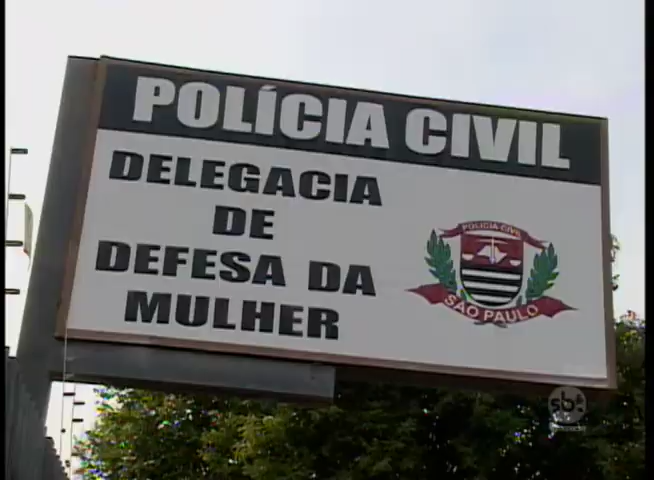 POLÍCIA CIVIL
DELEGACIA
DE
DEFESA DA
MULHER
POLICIA CIVIL
SÃO PAULO
sbt